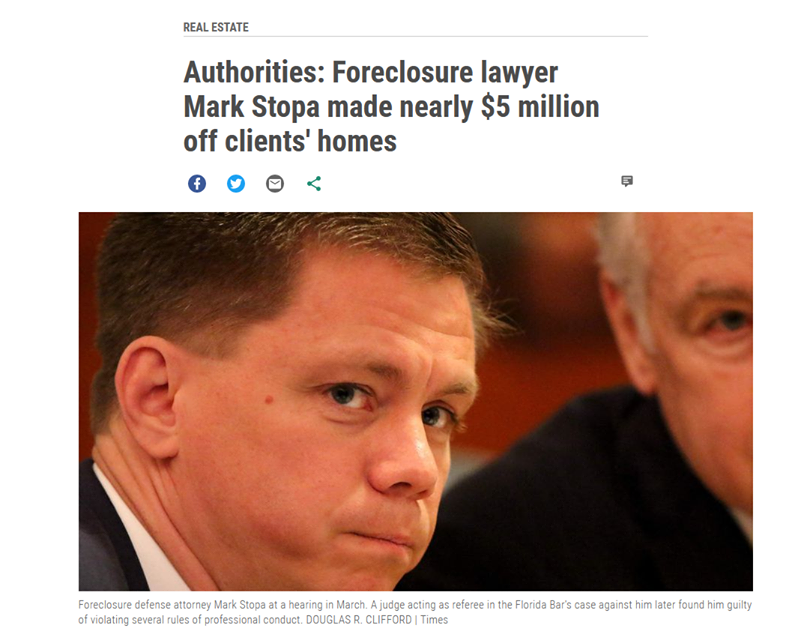 REAL ESTATE
Authorities: Foreclosure lawyer
Mark Stopa made nearly $5 million
off clients' homes
Foreclosure defense attorney Mark Stopa at a hearing in March. A judge acting as referee in the Florida Bar's case against him later found him guilty
of violating several rules of professional conduct. DOUGLAS R. CLIFFORD | Times